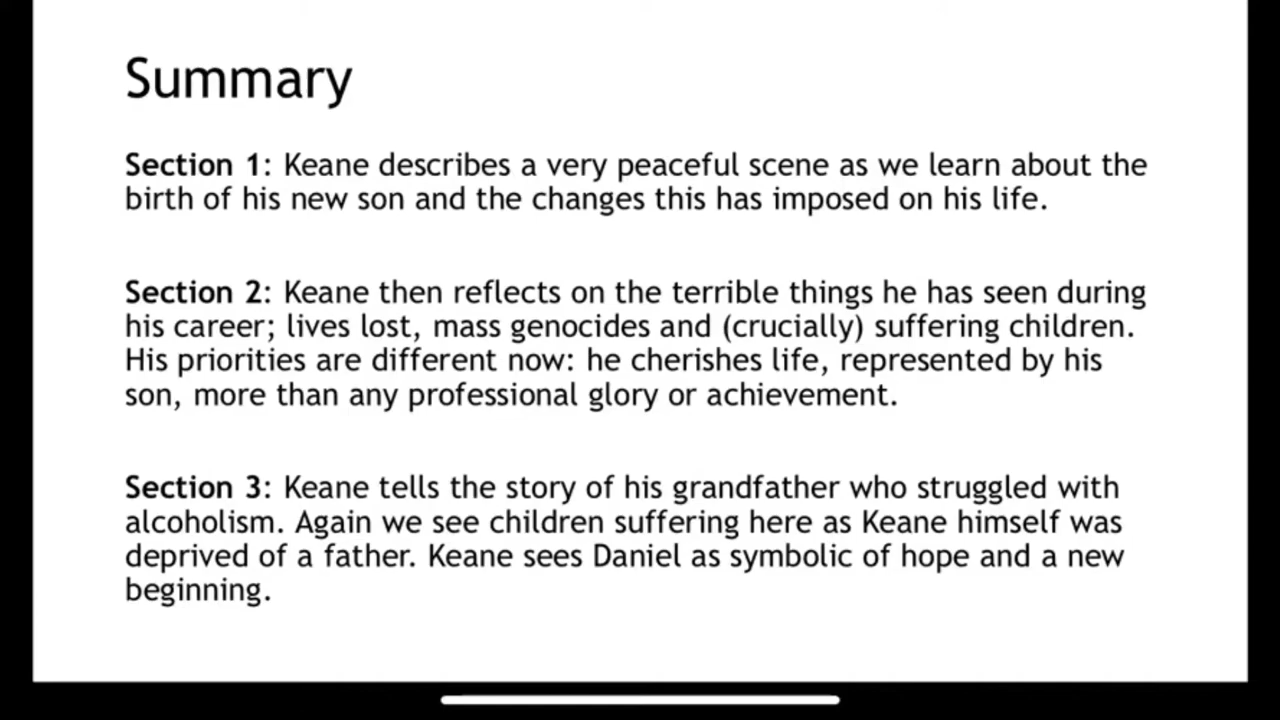 Summary
Section 1: Keane describes a very peaceful scene as we learn about the
birth of his new son and the changes this has imposed on his life.
Section 2: Keane then reflects on the terrible things he has seen during
his career; lives lost, mass genocides and (crucially) suffering children.
His priorities are different now: he cherishes life, represented by his
son, more than any professional glory or achievement.
Section 3: Keane tells the story of his grandfather who struggled with
alcoholism. Again we see children suffering here as Keane himself was
deprived of a father. Keane sees Daniel as symbolic of hope and a new
beginning.